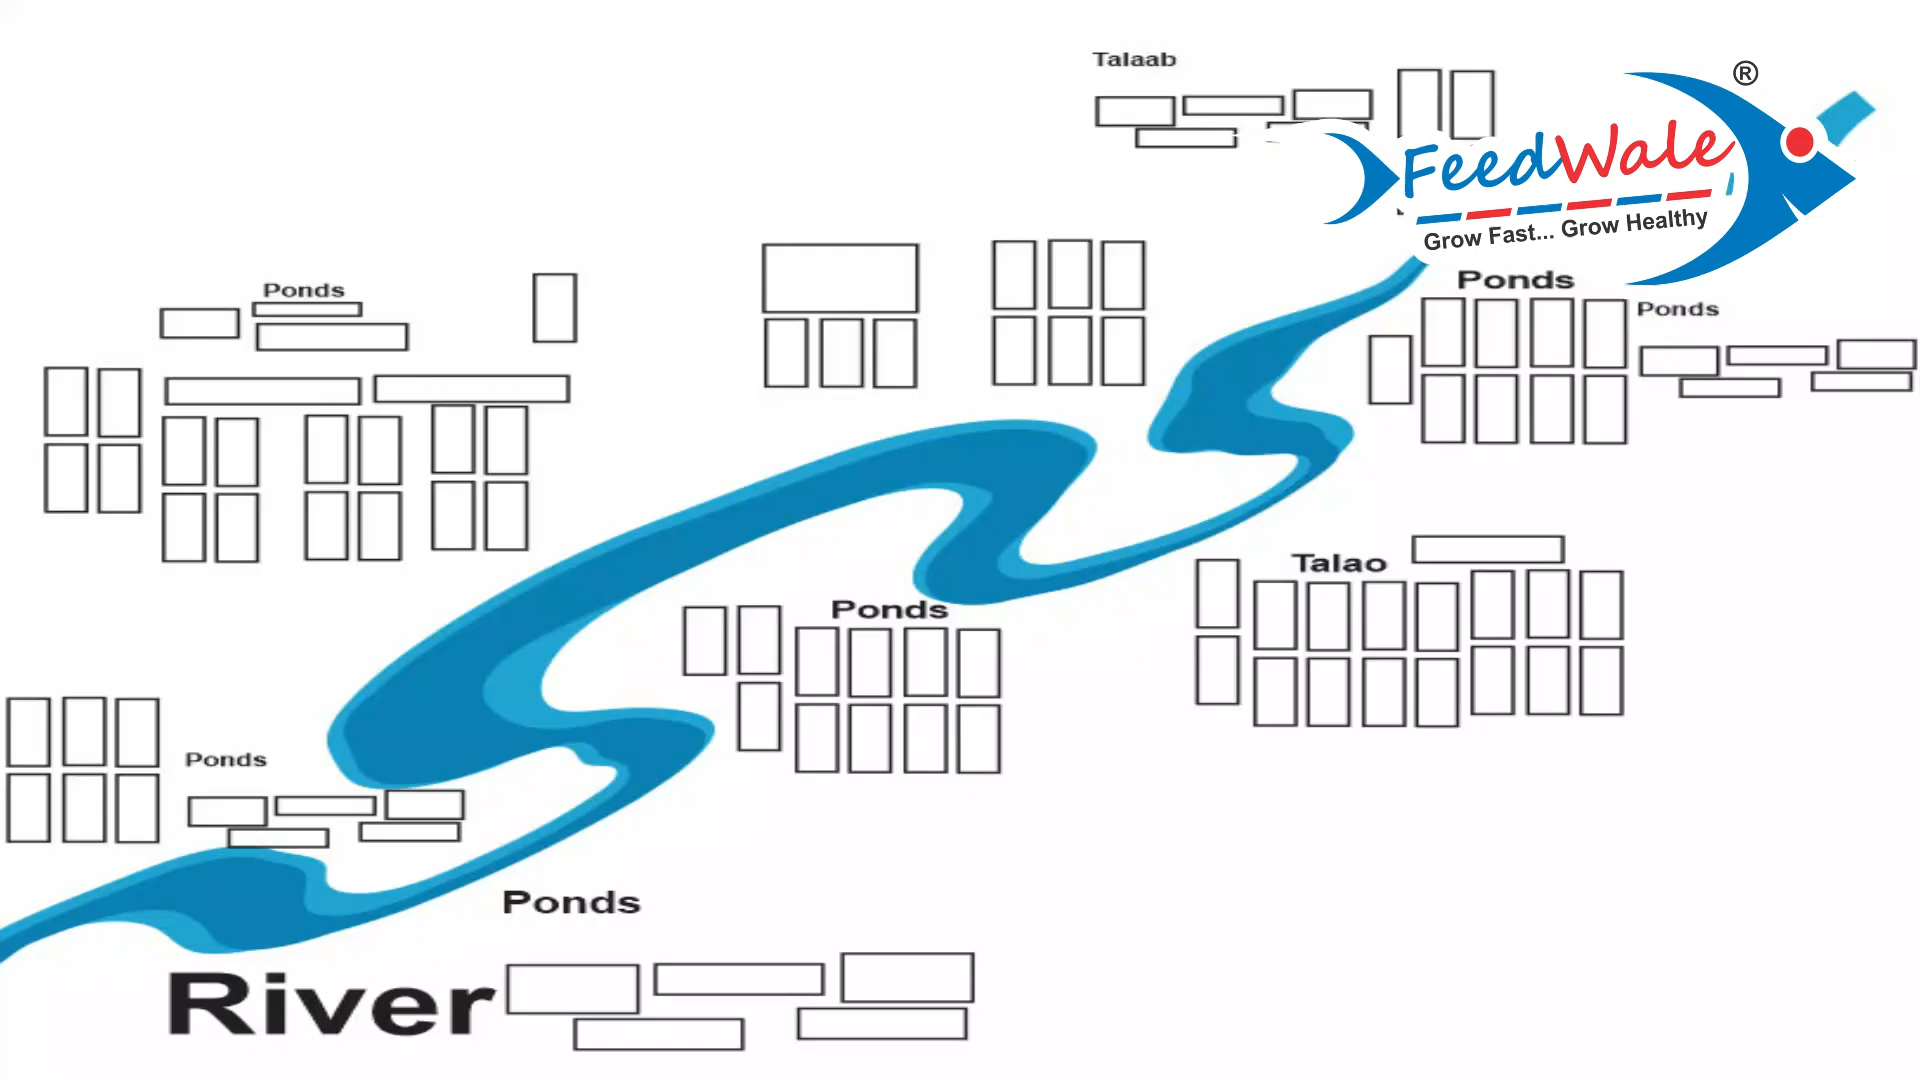 Talaab
®
FeedWale
Grow Fast... Grow Healthy
Ponds
Ponds
Ponds
Talao
Ponds
Ponds
Ponds
River